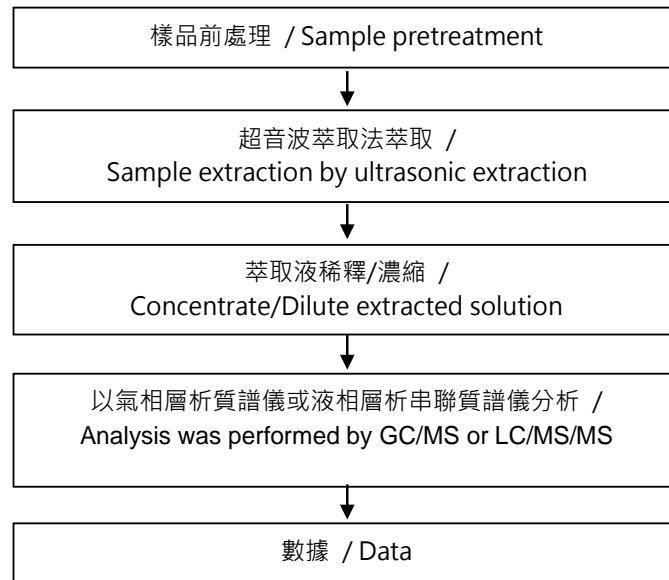 樣品前處理 / Sample pretreatment
超音波萃取法萃取 /
Sample extraction by ultrasonic extraction
萃取液稀釋/濃縮 /
Concentrate/Dilute extracted solution
以氣相層析質譜儀或液相層析串聯質譜儀分析 /
Analysis was performed by GC/MS or LC/MS/MS
數據 / Data